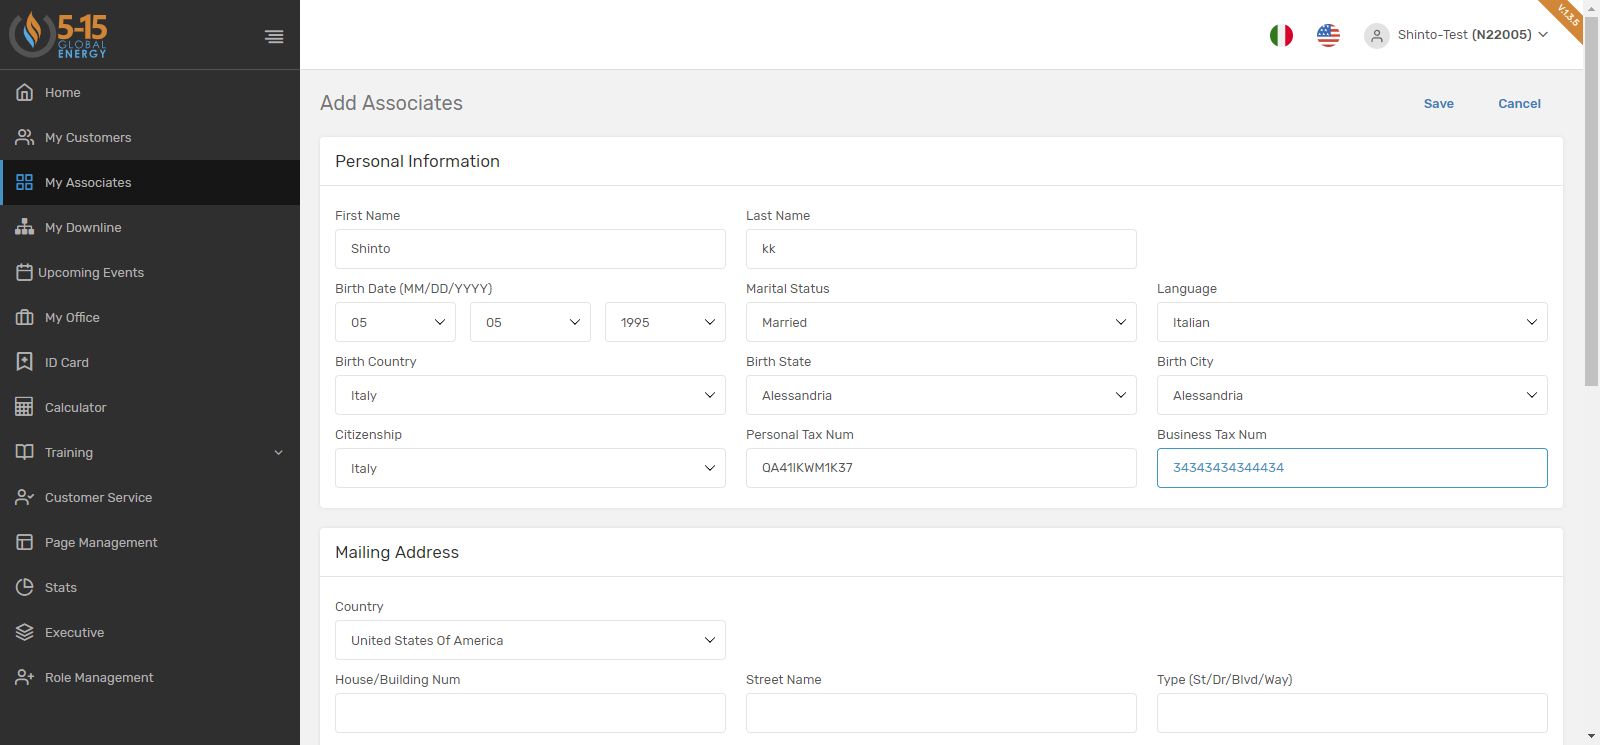 5-15
GLOBAL
ENERGY
Home
My Customers
My Associates
My Downline
Upcoming Events
My Office
ID Card
Calculator
Training
Customer Service
Page Management
Stats
Executive
Role Management
Shinto-Test (N22005)
V.1.3.5
Add Associates
Save Cancel
Personal Information
First Name Last Name
Shinto kk
Birth Date (MM/DD/YYYY) Marital Status Language
05 05 1995 Married Italian
Birth Country Birth State Birth City
Italy Alessandria Alessandria
Citizenship Personal Tax Num Business Tax Num
Italy QA41IKWM1K37 34343434344434
Mailing Address
Country
United States Of America
House/Building Num Street Name Type (St/Dr/Blvd/Way)